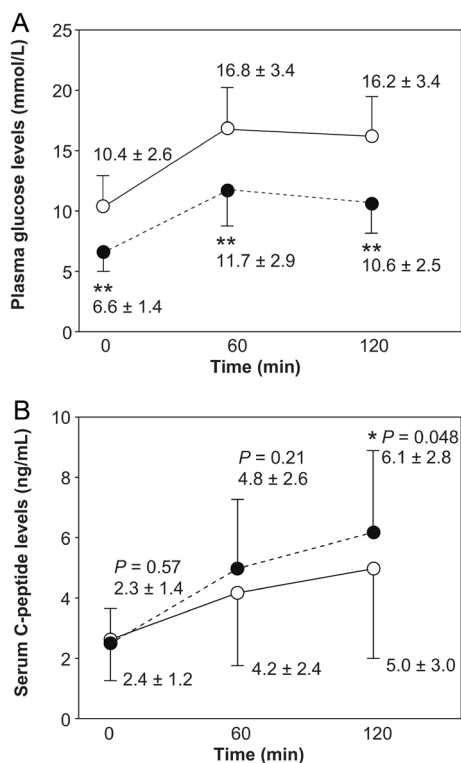 A
Plasma glucose levels (mmol/L)
25
20
15
10
5
0
16.8 ± 3.4
16.2 ± 3.4
10.4 ± 2.6
**
6.6 ± 1.4
**
11.7 ± 2.9
**
10.6 ± 2.5
0 60 120
Time (min)
B
Serum C-peptide levels (ng/mL)
10
8
6
4
2
0
* P = 0.048
6.1 ± 2.8
P = 0.21
4.8 ± 2.6
P = 0.57
2.3 ± 1.4
2.4 ± 1.2
4.2 ± 2.4
5.0 ± 3.0
0 60 120
Time (min)